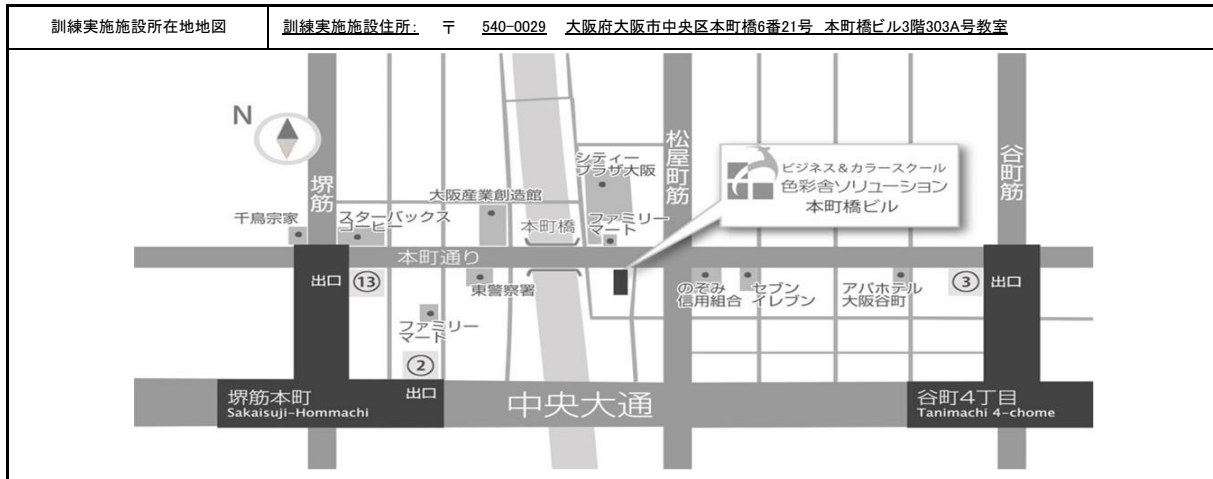 訓練実施施設所在地地図
訓練実施施設住所: 〒 540-0029 大阪府大阪市中央区本町橋6番21号 本町橋ビル3階303A号教室
N
堺筋
松屋町筋
谷町筋
シティー
プラザ大阪
ビジネス&カラースクール
色彩舎ソリューション
本町橋ビル
大阪産業創造館
千鳥宗家
スターバックス
コーヒー
本町橋
ファミリー
マート
本町通り
出口 ⑬
東警察署
のぞみ
信用組合
セブン
イレブン
アパホテル
大阪谷町
③ 出口
ファミリー
マート
②
出口
堺筋本町
Sakaisuji-Hommachi
中央大通
谷町4丁目
Tanimachi 4-chome